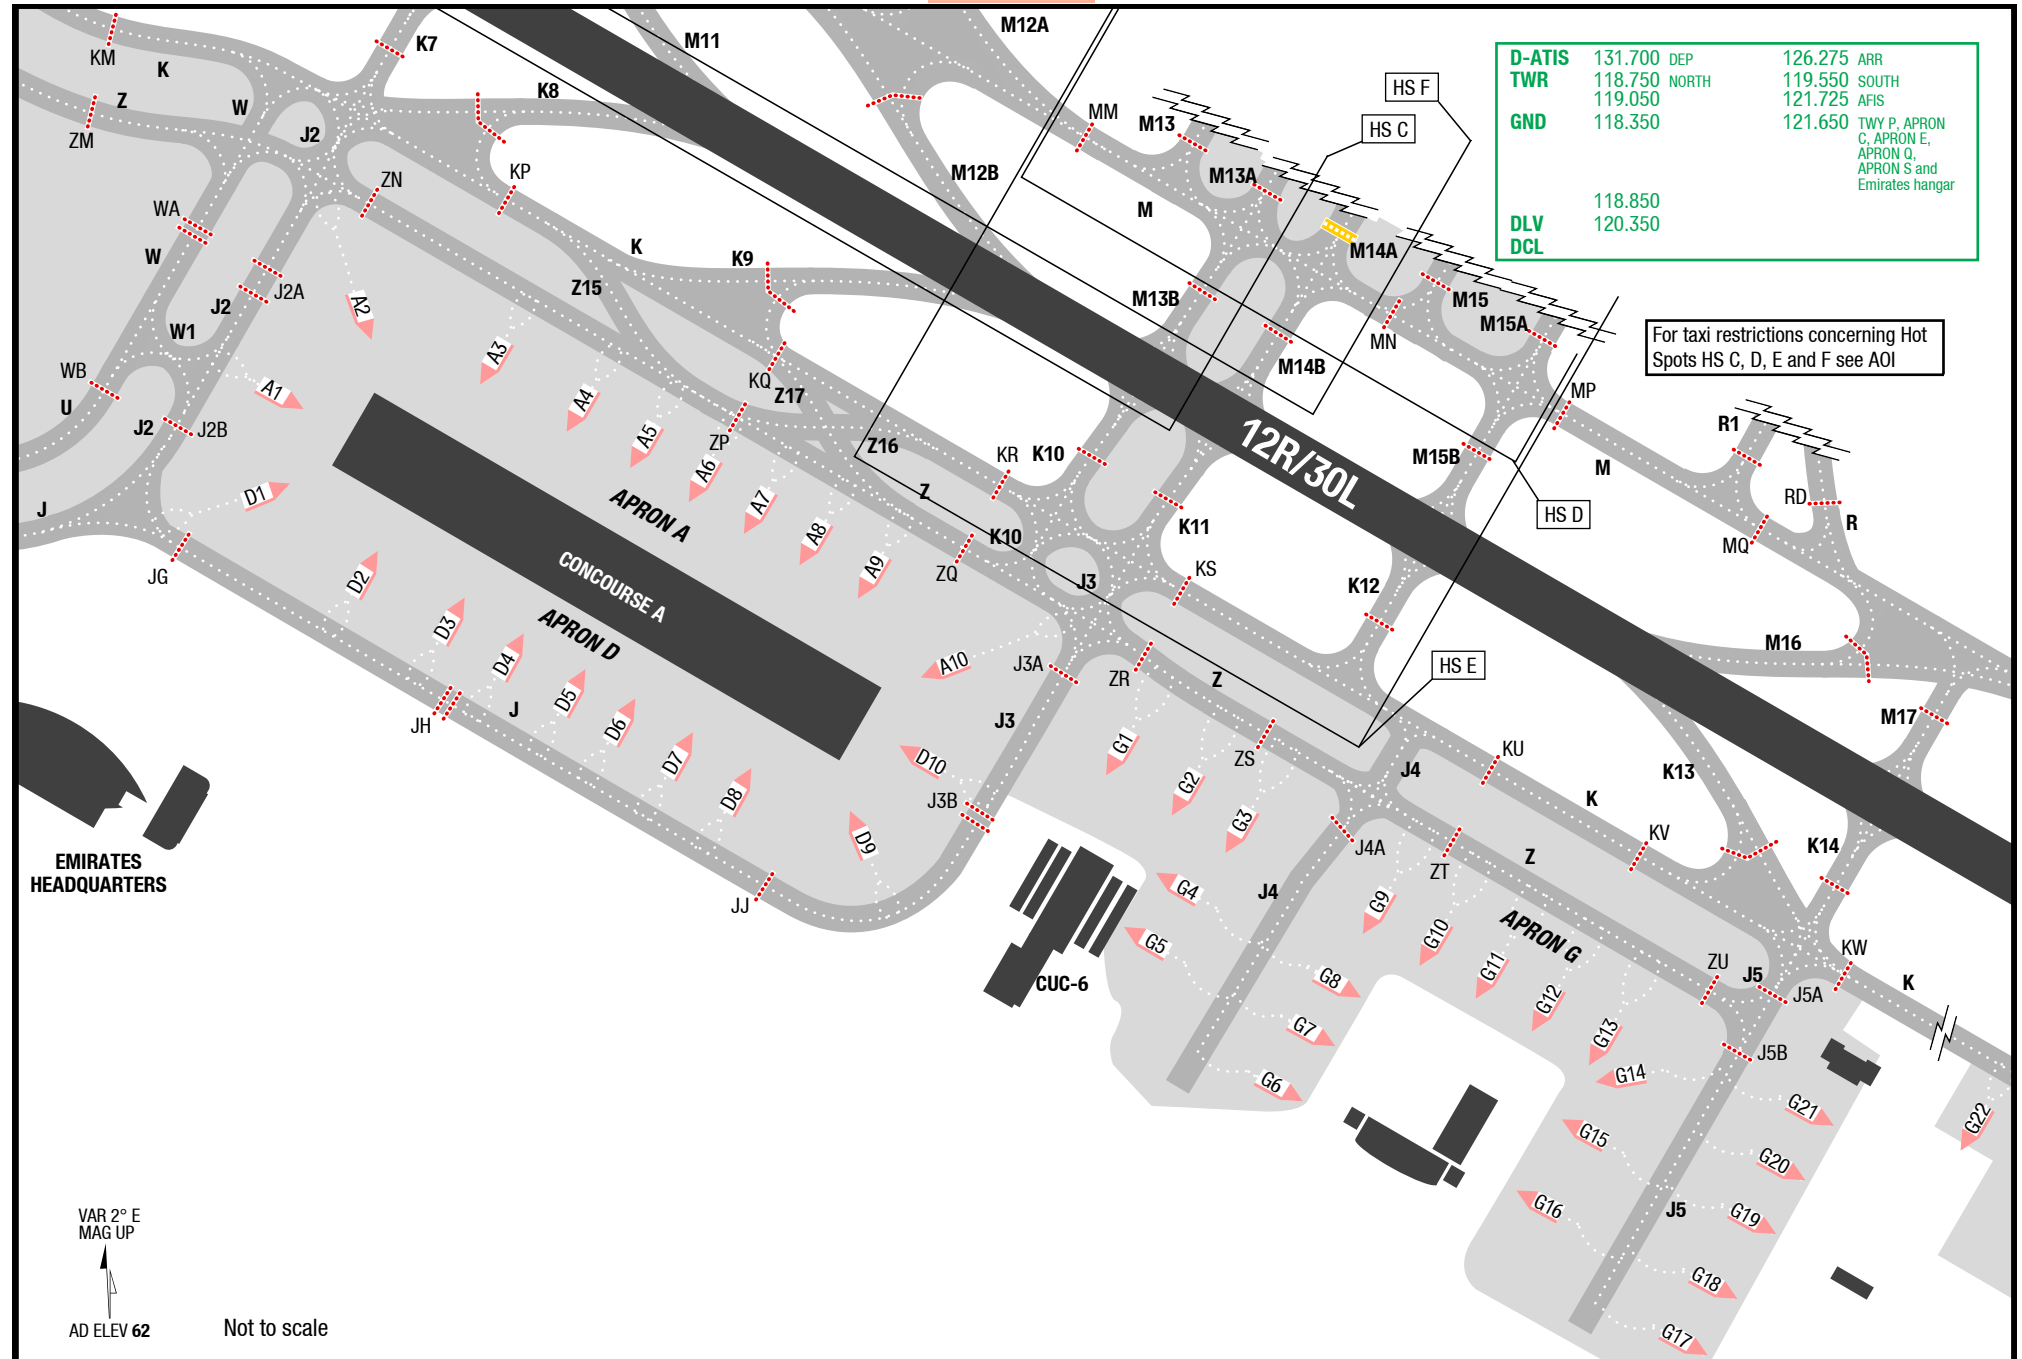 M12A
K7
M11
KM
K
D-ATIS 131.700 DEP 126.275 ARR
TWR 118.750 NORTH 119.550 SOUTH
119.050 121.725 AFIS
GND 118.350 121.650 TWY P, APRON
C, APRON E,
APRON Q,
APRON S and
Emirates hangar
118.850
DLV 120.350
DCL
HS F
K8
Z
W
MM
M13
HS C
ZM
J2
KP
M12B
M13A
ZN
WA
M
K
M14A
W
K9
J2A
Z15
M13B
M15
A2
J2
W1
M15A
MN
For taxi restrictions concerning Hot
Spots HS C, D, E and F see AOI
A3
M14B
WB
A1
KQ
Z17
A4
MP
U
J2
J2B
A5
ZP
Z16
R1
12R/30L
KR
K10
M15B
M
A6
D1
Z
RD
A7
APRON A
J
HS D
K11
R
A8
K10
MQ
CONCOURSE A
JG
D2
A9
ZQ
J3
KS
K12
D3
APRON D
M16
D4
A10
J3A
ZR
Z
HS E
D5
J
J3
M17
D6
JH
G1
KU
D10
ZS
D7
J4
K13
G2
D8
J3B
K
G3
D9
KV
K14
J4A
EMIRATES
HEADQUARTERS
Z
ZT
G4
J4
JJ
G9
G5
G10
APRON G
KW
ZU
J5
G11
G8
CUC-6
K
J5A
G12
G7
G13
J5B
G6
G14
G21
G22
G15
G20
G16
J5
G19
VAR 2° E
MAG UP
G18
AD ELEV 62
Not to scale
G17